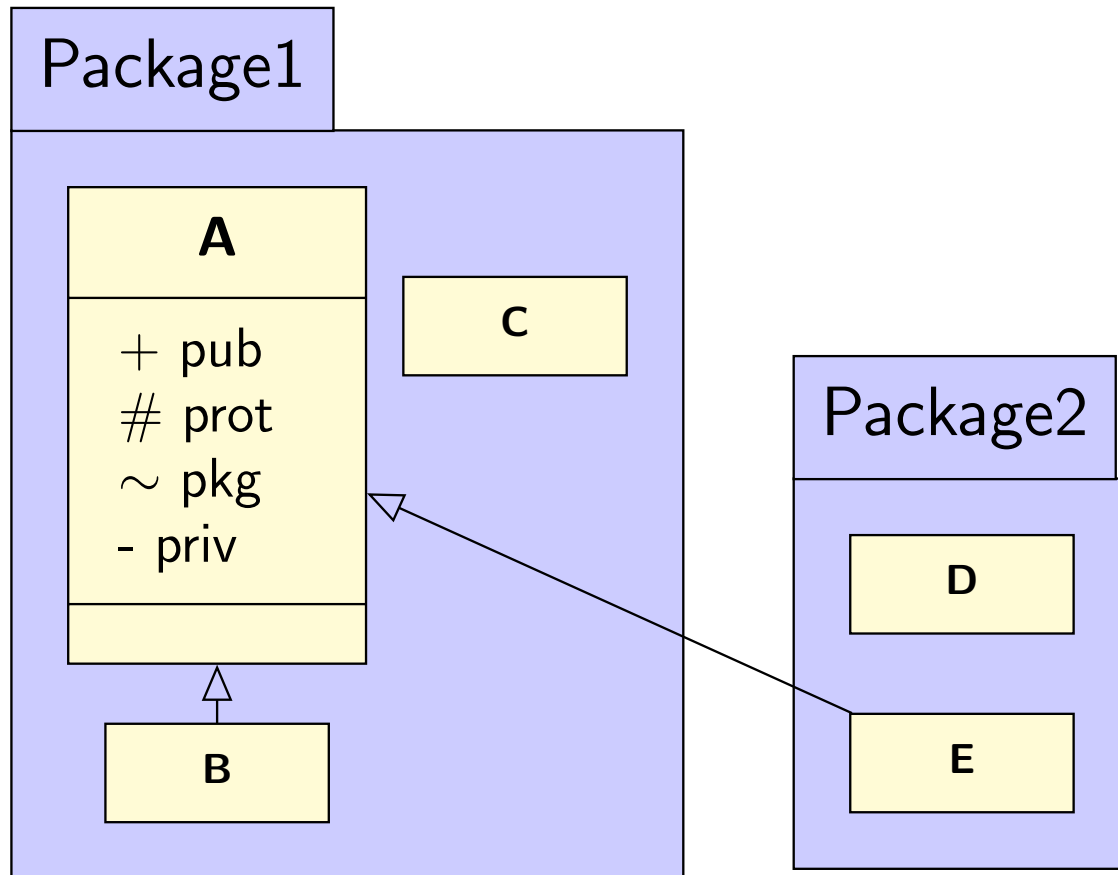 Package1
A
+ pub
# prot
~ pkg
- priv
C
B
Package2
D
E